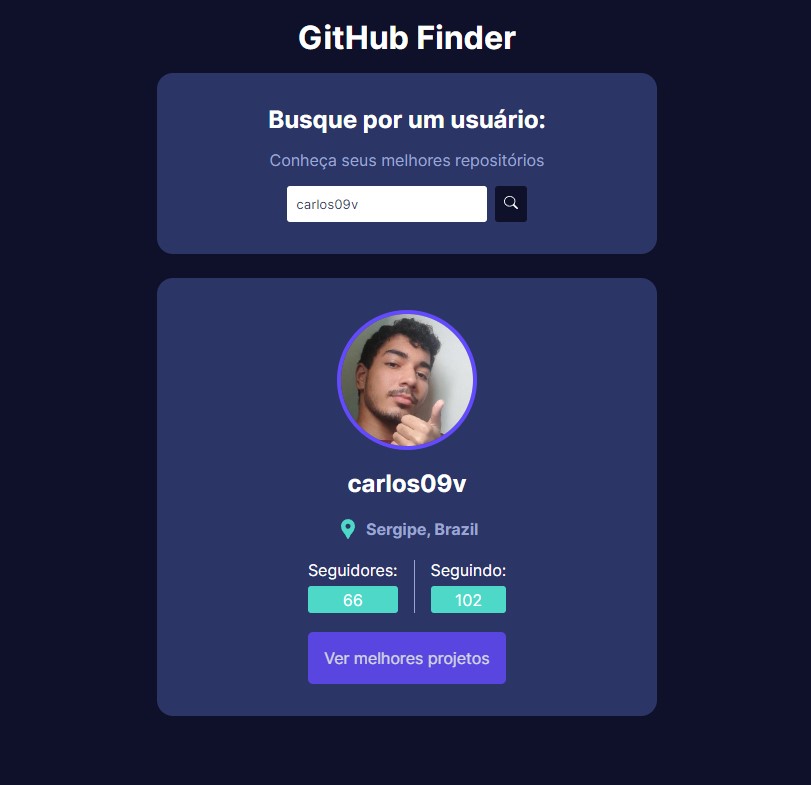 GitHub Finder
Busque por um usuário:
Conheça seus melhores repositórios
carlos09v
carlos09v
Sergipe, Brazil
Seguidores:
66
Seguindo:
102
Ver melhores projetos